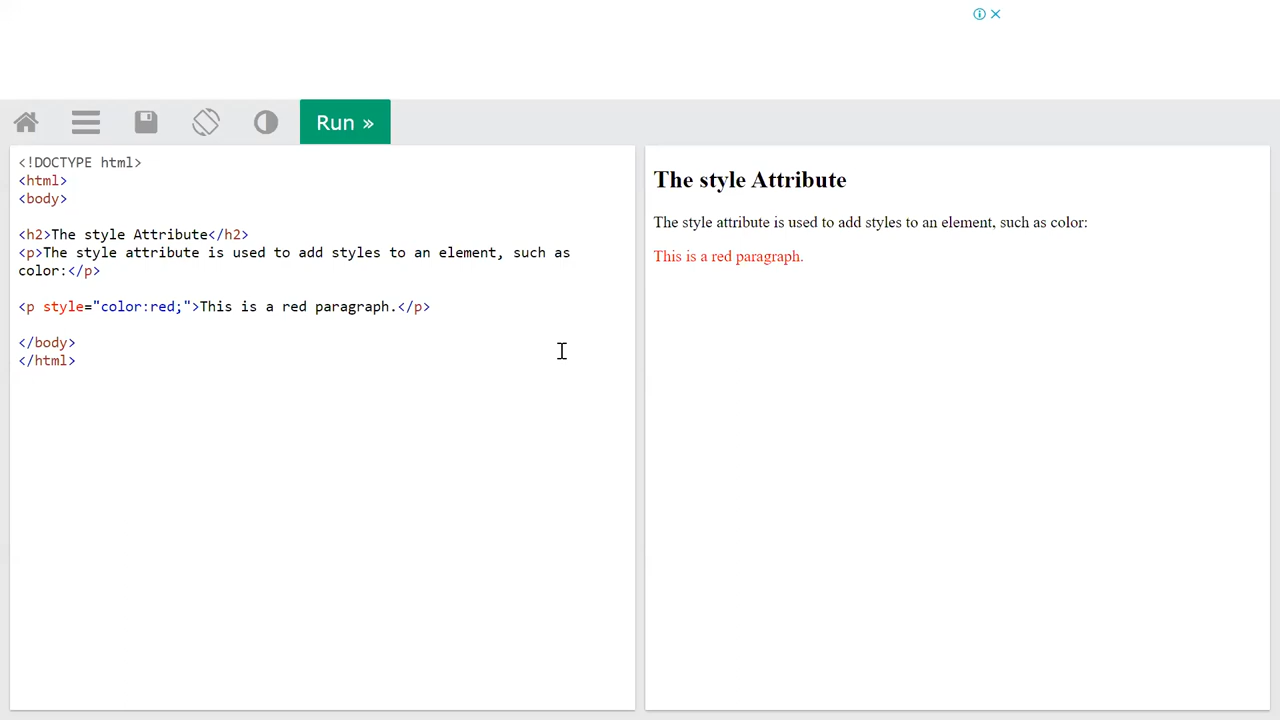 Run »
<!DOCTYPE html>
<html>
<body>
<h2>The style Attribute</h2>
<p>The style attribute is used to add styles to an element, such as
color:</p>
<p style="color:red;">This is a red paragraph.</p>
</body>
</html>
The style Attribute
The style attribute is used to add styles to an element, such as color:
This is a red paragraph.